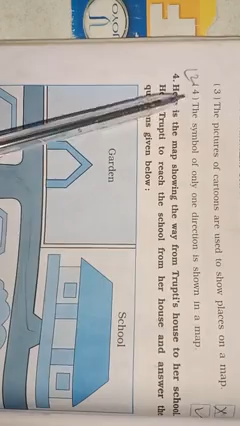 ( 3 ) The pictures of cartoons are used to show places on a map. X
( 4 ) The symbol of only one direction is shown in a map.
4. Here is the map showing the way from Trupti's house to her school.
Trupti to reach the school from her house and answer the
given below :
Garden
School